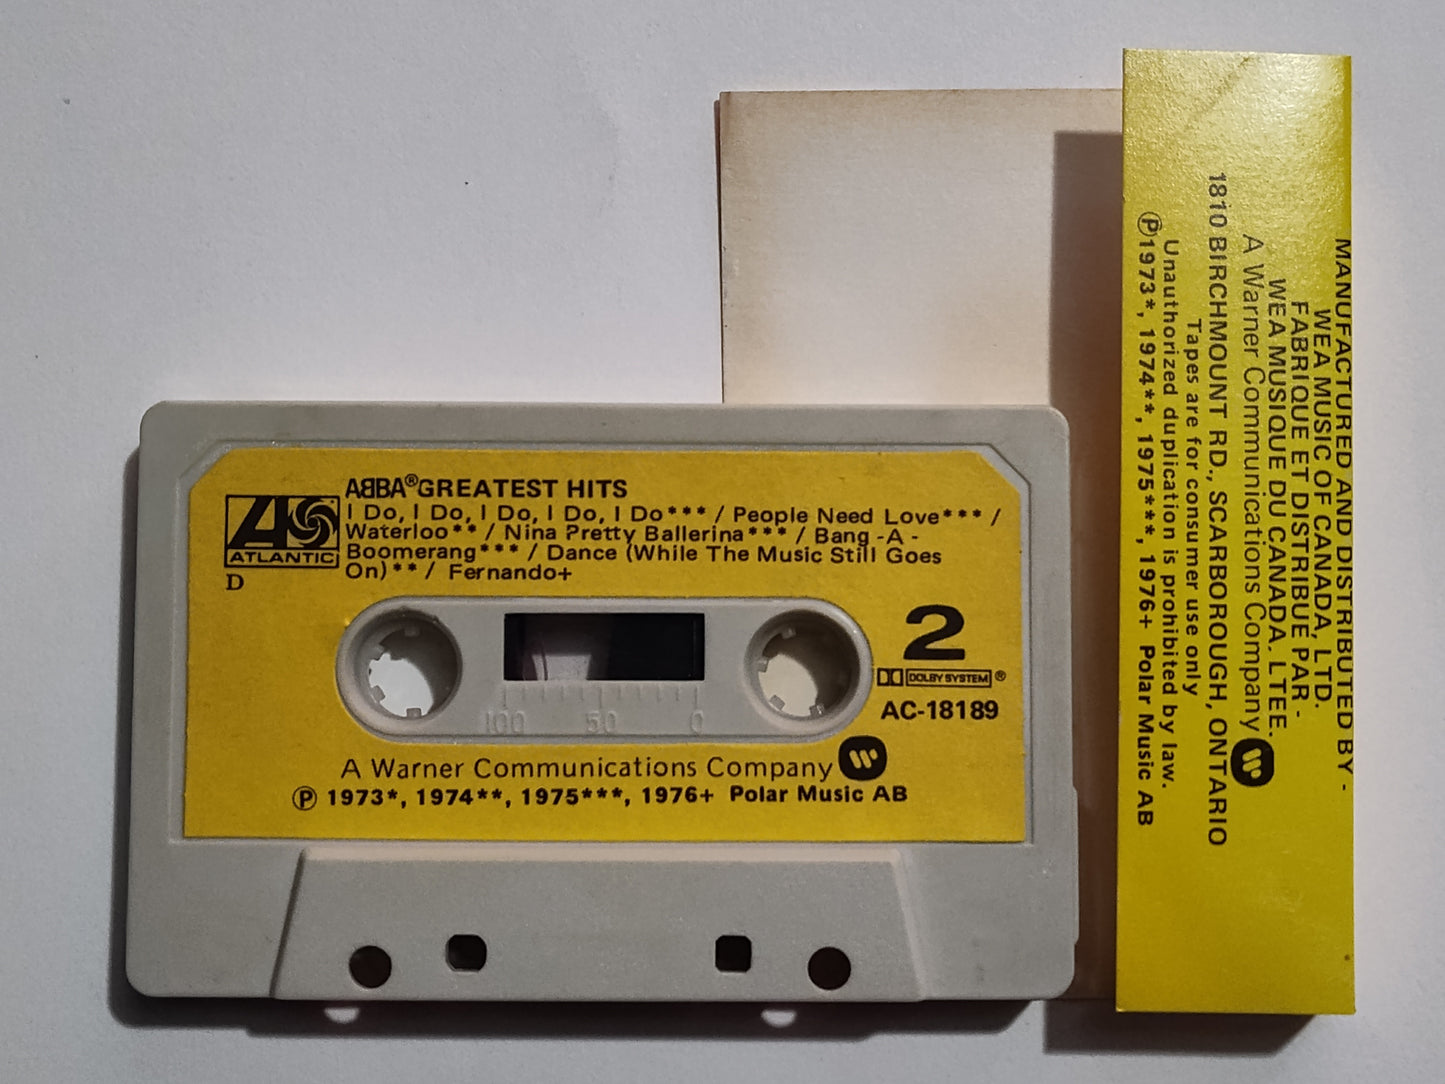 ABBA® GREATEST HITS
I Do, I Do, I Do, I Do, I Do*** / People Need Love*** /
Waterloo** / Nina Pretty Ballerina*** / Bang -A -
Boomerang*** / Dance (While The Music Still Goes
On)** / Fernando+
ATLANTIC
D
2
DOLBY SYSTEM ®
AC-18189
100 50 0
A Warner Communications Company
Ⓟ 1973*, 1974**, 1975***, 1976+ Polar Music AB
MANUFACTURED AND DISTRIBUTED BY -
WEA MUSIC OF CANADA, LTD.
FABRIQUE ET DISTRIBUE PAR -
WEA MUSIQUE DU CANADA. LTEE.
A Warner Communications Company
1810 BIRCHMOUNT RD., SCARBOROUGH, ONTARIO
Tapes are for consumer use only
Unauthorized duplication is prohibited by law.
Ⓟ1973*, 1974**, 1975***, 1976+ Polar Music AB